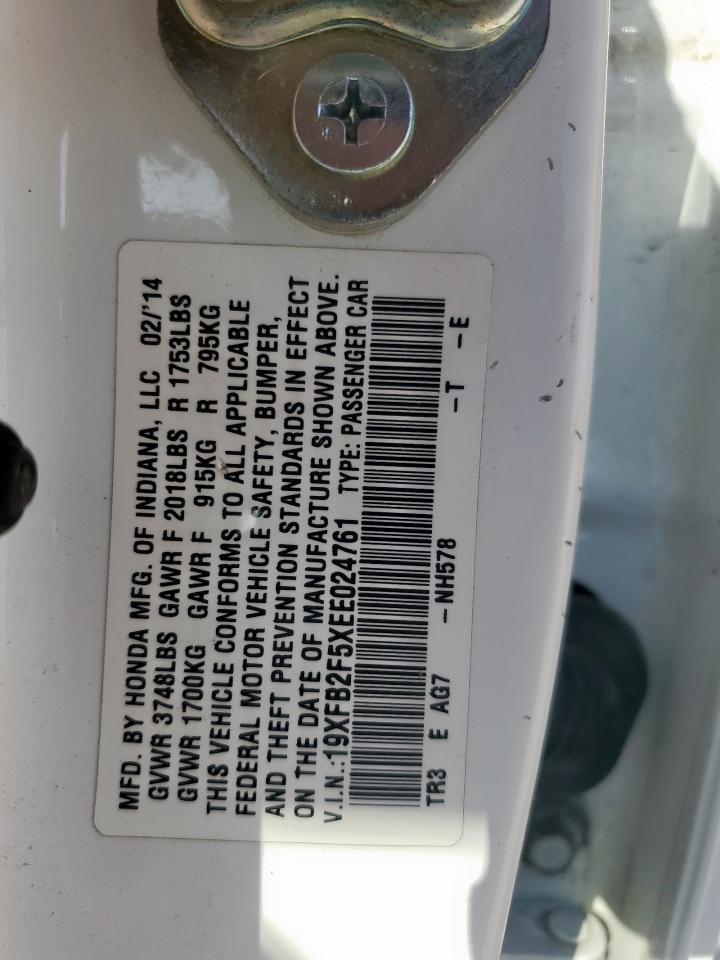 MFD. BY HONDA MFG. OF INDIANA, LLC 02/'14
GVWR 3748LBS GAWR F 2018LBS R 1753LBS
GVWR 1700KG GAWR F 915KG R 795KG
THIS VEHICLE CONFORMS TO ALL APPLICABLE
FEDERAL MOTOR VEHICLE SAFETY, BUMPER,
AND THEFT PREVENTION STANDARDS IN EFFECT
ON THE DATE OF MANUFACTURE SHOWN ABOVE.
V.I.N.:19XFB2F5XEE024761 TYPE: PASSENGER CAR
TR3 E AG7 -NH578 -T -E